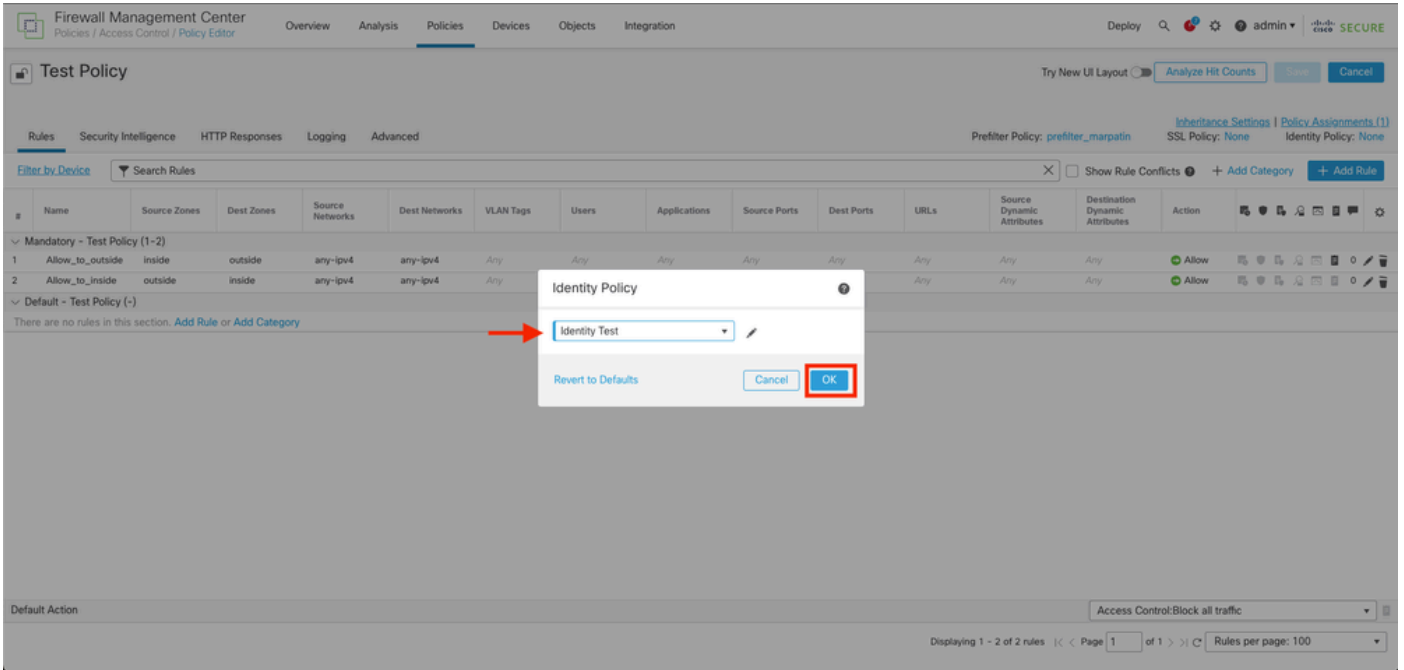 Firewall Management Center
Policies / Access Control / Policy Editor
Overview Analysis Policies Devices Objects Integration
Deploy admin
cisco SECURE
Test Policy
Try New UI Layout Analyze Hit Counts Save Cancel
Inheritance Settings | Policy Assignments (1)
Rules Security Intelligence HTTP Responses Logging Advanced
Prefilter Policy: prefilter_marpatin SSL Policy: None Identity Policy: None
Filter by Device Search Rules Show Rule Conflicts + Add Category + Add Rule
# Name Source Zones Dest Zones Source Networks Dest Networks VLAN Tags Users Applications Source Ports Dest Ports URLs Source Dynamic Attributes Destination Dynamic Attributes Action
Mandatory - Test Policy (1-2)
1 Allow_to_outside inside outside any-ipv4 any-ipv4 Any Any Any Any Any Any Any Any Allow 0
2 Allow_to_inside outside inside any-ipv4 any-ipv4 Any Any Any Any Allow 0
Default - Test Policy (-)
There are no rules in this section. Add Rule or Add Category
Identity Policy
Identity Test
Revert to Defaults Cancel OK
Default Action Access Control:Block all traffic
Displaying 1 - 2 of 2 rules |< < Page 1 of 1 > >| Rules per page: 100